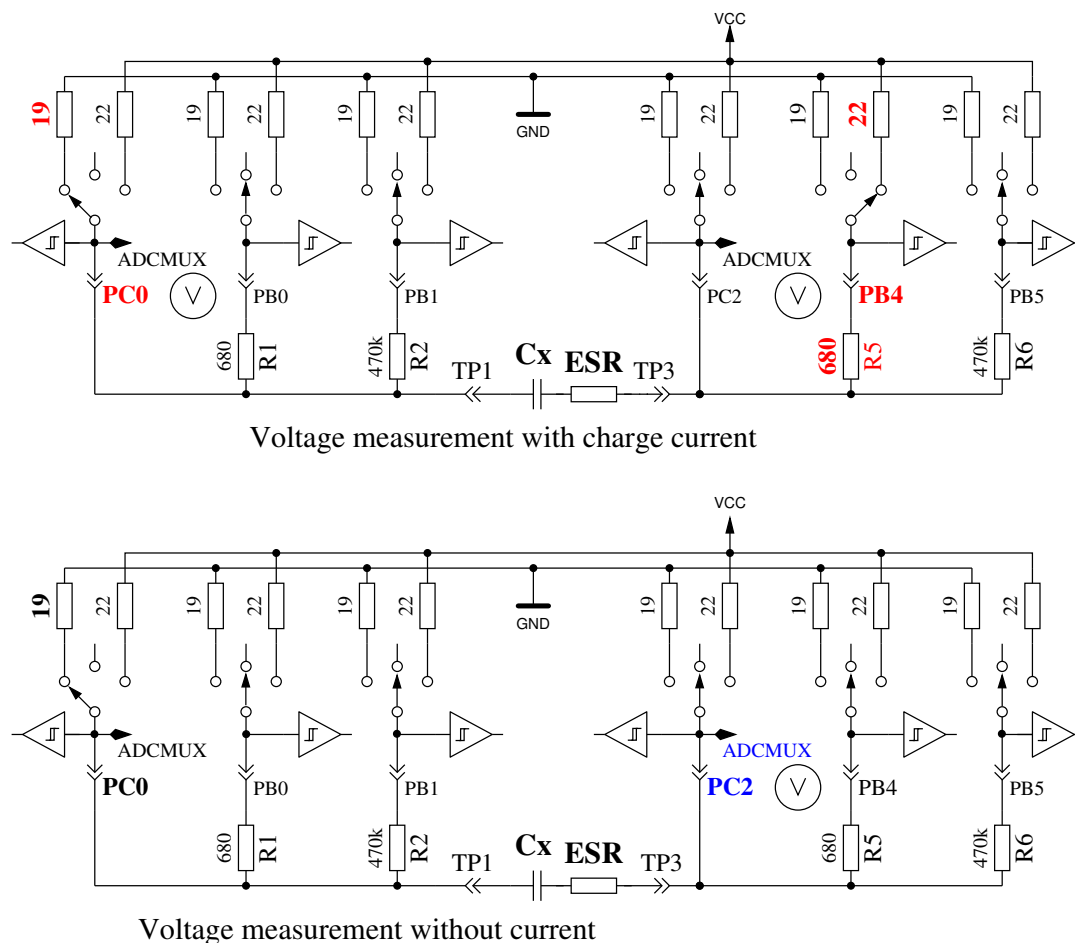 VCC
19 22 19 22 19 22 GND 19 22 19 22 19 22
ADCMUX ADCMUX
PC0 V PB0 PB1 PC2 V PB4 PB5
680 R1 470k R2 680 R5 470k R6
TP1 Cx ESR TP3
Voltage measurement with charge current
VCC
19 22 19 22 19 22 GND 19 22 19 22 19 22
ADCMUX ADCMUX
PC0 PB0 PB1 PC2 V PB4 PB5
680 R1 470k R2 680 R5 470k R6
TP1 Cx ESR TP3
Voltage measurement without current